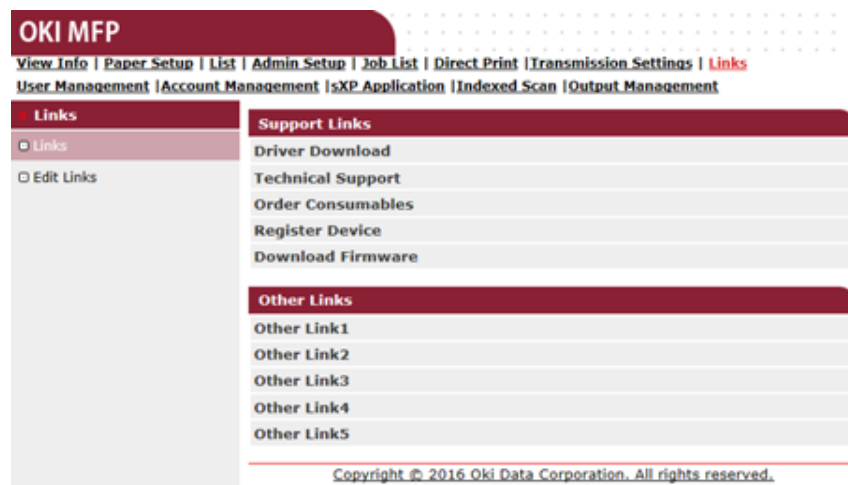 OKI MFP
View Info | Paper Setup | List | Admin Setup | Job List | Direct Print |Transmission Settings | Links
User Management |Account Management |sXP Application |Indexed Scan |Output Management
Links
Links
Edit Links
Support Links
Driver Download
Technical Support
Order Consumables
Register Device
Download Firmware
Other Links
Other Link1
Other Link2
Other Link3
Other Link4
Other Link5
Copyright © 2016 Oki Data Corporation. All rights reserved.